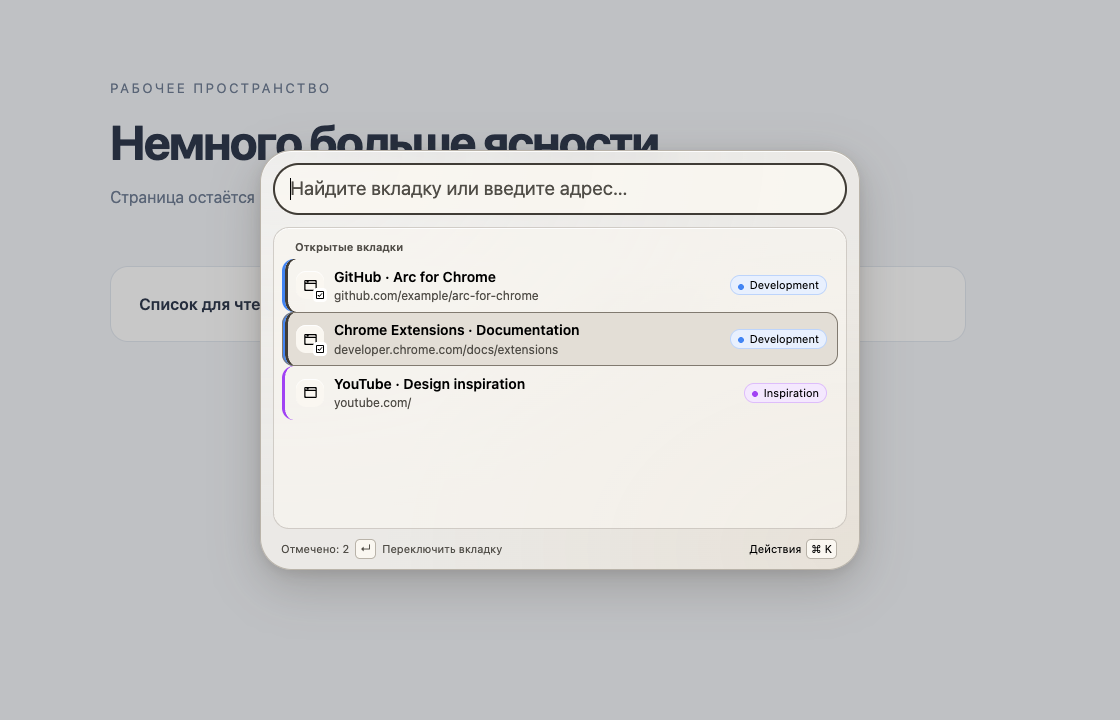 РАБОЧЕЕ ПРОСТРАНСТВО
Немного больше ясности
Страница остаётся
Найдите вкладку или введите адрес...
Открытые вкладки
GitHub · Arc for Chrome
github.com/example/arc-for-chrome
Development
Список для чте
Chrome Extensions · Documentation
developer.chrome.com/docs/extensions
Development
YouTube · Design inspiration
youtube.com/
Inspiration
Отмечено: 2 ↵ Переключить вкладку
Действия ⌘ K